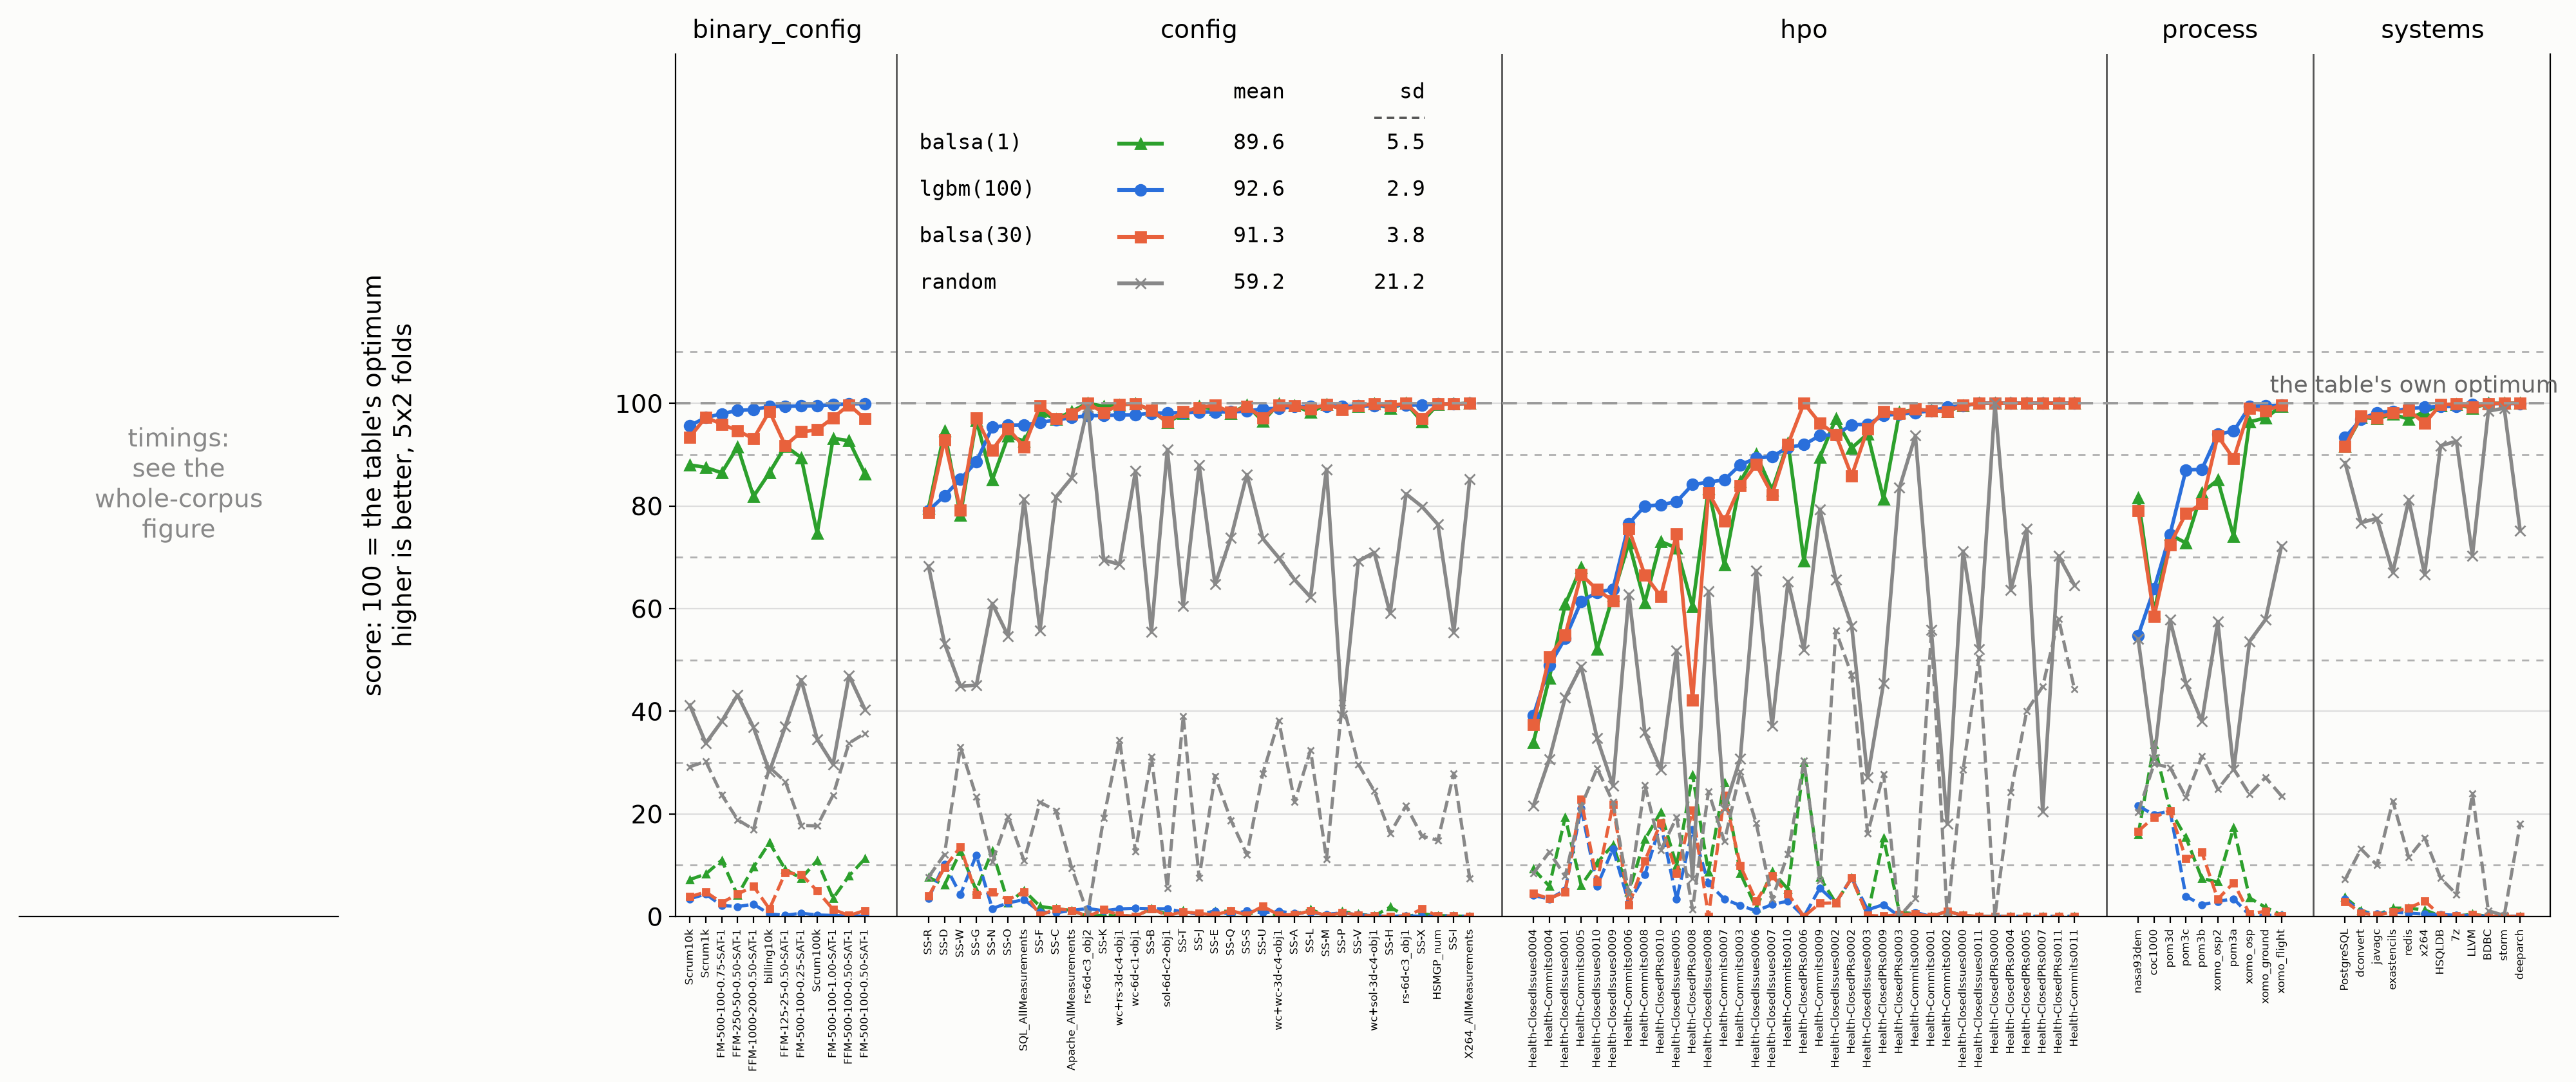 binary_config
config
hpo
process
systems
mean sd
balsa(1) 89.6 5.5
lgbm(100) 92.6 2.9
balsa(30) 91.3 3.8
random 59.2 21.2
the table's own optimum
timings:
see the
whole-corpus
figure
score: 100 = the table's optimum
higher is better, 5x2 folds
100
80
60
40
20
0
Scrum10k
Scrum1k
FM-500-100-0.75-SAT-1
FFM-250-50-0.50-SAT-1
FFM-1000-200-0.50-SAT-1
billing10k
FFM-125-25-0.50-SAT-1
FM-500-100-0.25-SAT-1
Scrum100k
FM-500-100-1.00-SAT-1
FFM-500-100-0.50-SAT-1
FM-500-100-0.50-SAT-1
SS-R
SS-D
SS-W
SS-G
SS-N
SS-O
SQL_AllMeasurements
SS-F
SS-C
Apache_AllMeasurements
rs-6d-c3_obj2
SS-K
wc+rs-3d-c4-obj1
wc-6d-c1-obj1
SS-B
sol-6d-c2-obj1
SS-T
SS-J
SS-E
SS-Q
SS-S
SS-U
wc+wc-3d-c4-obj1
SS-A
SS-L
SS-M
SS-P
SS-V
wc+sol-3d-c4-obj1
SS-H
rs-6d-c3_obj1
SS-X
HSMGP_num
SS-I
X264_AllMeasurements
Health-ClosedIssues0004
Health-Commits0004
Health-ClosedIssues0001
Health-Commits0005
Health-ClosedIssues0010
Health-ClosedIssues0009
Health-Commits0006
Health-Commits0008
Health-ClosedPRs0010
Health-ClosedIssues0005
Health-ClosedPRs0008
Health-ClosedIssues0008
Health-Commits0007
Health-Commits0003
Health-ClosedIssues0006
Health-ClosedIssues0007
Health-Commits0010
Health-ClosedPRs0006
Health-Commits0009
Health-ClosedIssues0002
Health-ClosedPRs0002
Health-ClosedIssues0003
Health-ClosedPRs0009
Health-ClosedPRs0003
Health-Commits0000
Health-Commits0001
Health-Commits0002
Health-ClosedIssues0000
Health-ClosedIssues0011
Health-ClosedPRs0000
Health-ClosedPRs0004
Health-ClosedPRs0005
Health-ClosedPRs0007
Health-ClosedPRs0011
Health-Commits0011
nasa93dem
coc1000
pom3d
pom3c
pom3b
xomo_osp2
pom3a
xomo_osp
xomo_ground
xomo_flight
PostgreSQL
dconvert
javagc
exastencils
redis
x264
HSQLDB
7z
LLVM
BDBC
storm
deeparch